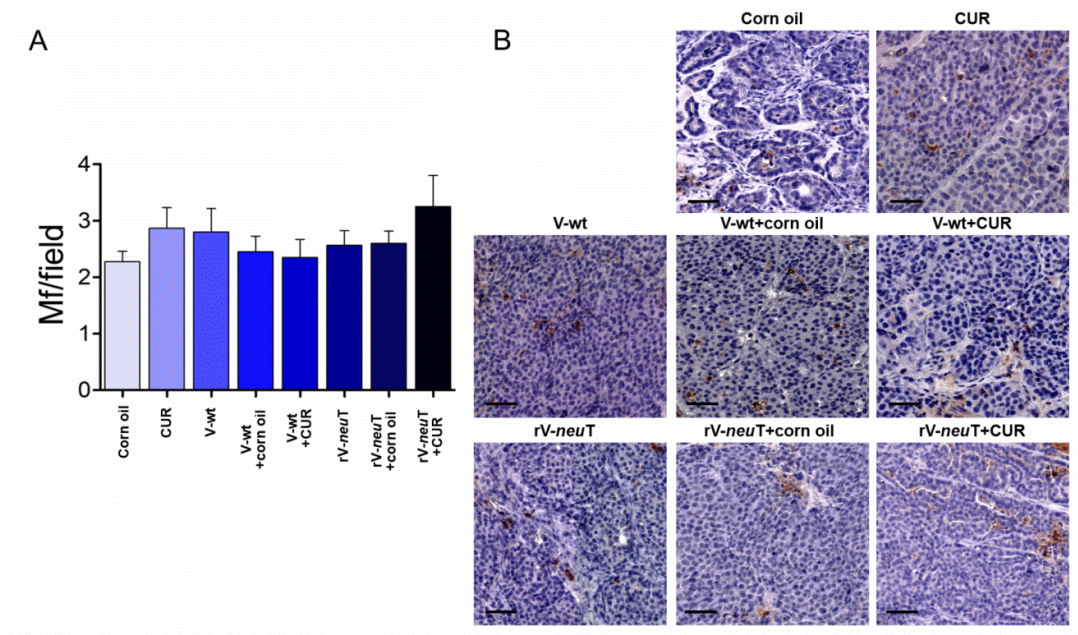 A
B
Corn oil
CUR
4
3
2
1
0
Mf/field
Corn oil
CUR
V-wt
V-wt
+corn oil
V-wt
+CUR
rV-neuT
rV-neuT
+corn oil
rV-neuT
+CUR
V-wt
V-wt+corn oil
V-wt+CUR
rV-neuT
rV-neuT+corn oil
rV-neuT+CUR